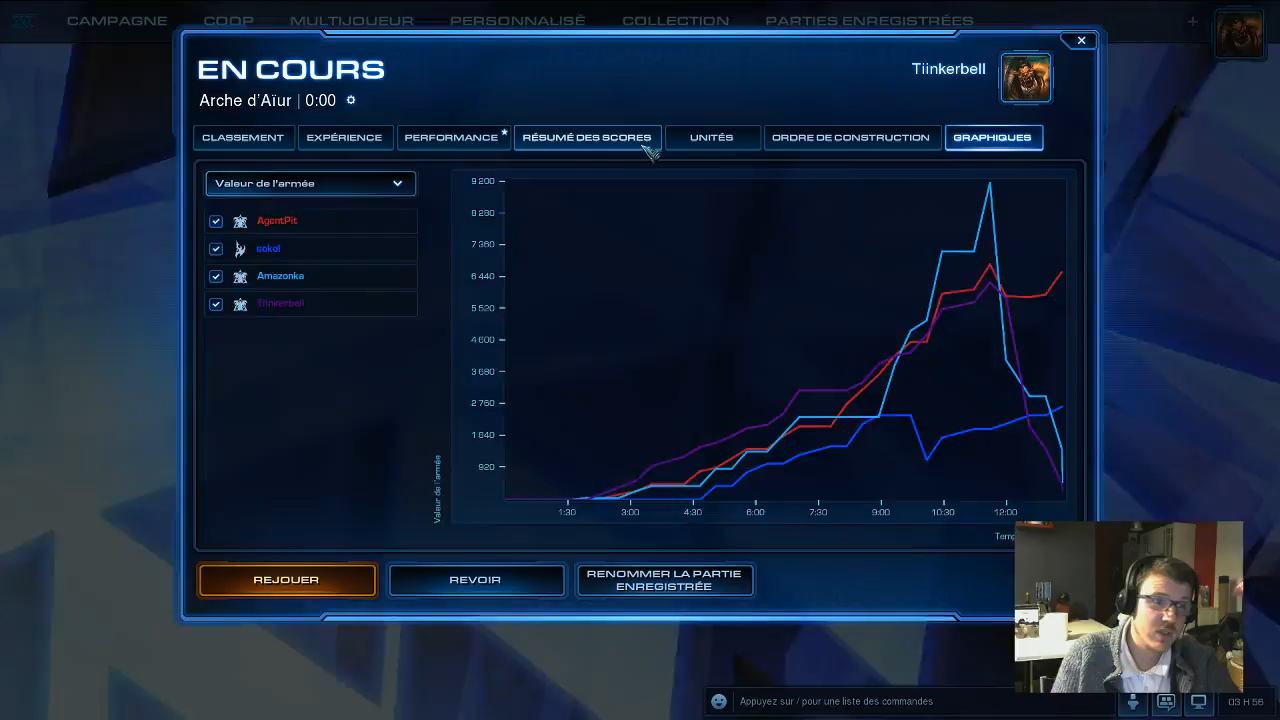 CAMPAGNE COOP MULTIJOUEUR PERSONNALISÉ COLLECTION PARTIES ENREGISTRÉES
EN COURS
Tiinkerbell
Arche d'Aïur | 0:00
CLASSEMENT EXPÉRIENCE PERFORMANCE RÉSUMÉ DES SCORES UNITÉS ORDRE DE CONSTRUCTION GRAPHIQUES
Valeur de l'armée
AgentPit
sokol
Amazonka
Tiinkerbell
9 200
8 280
7 360
6 440
5 520
4 600
3 680
2 760
1 840
920
Valeur de l'armée
1:30 3:00 4:30 6:00 7:30 9:00 10:30 12:00
Temp
REJOUER
REVOIR
RENOMMER LA PARTIE
ENREGISTRÉE
Appuyez sur / pour une liste des commandes
03 H 56